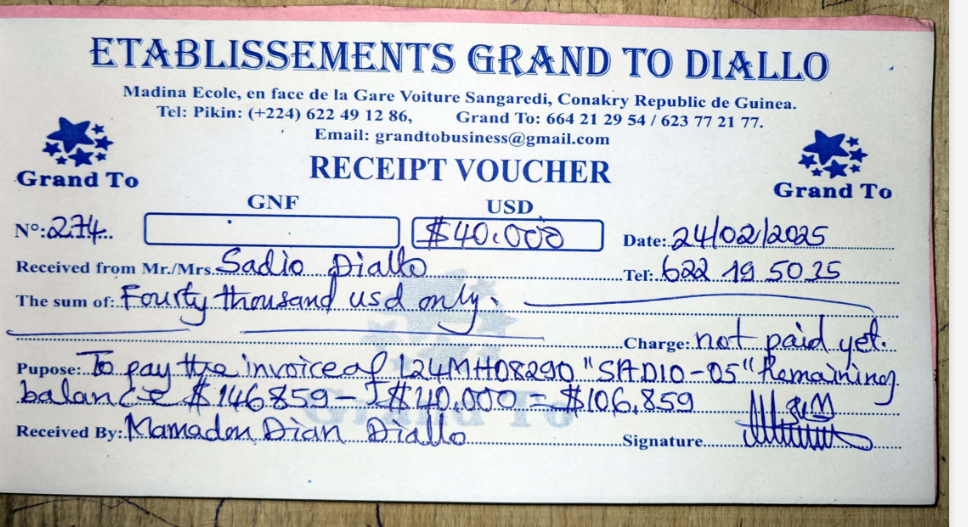 ETABLISSEMENTS GRAND TO DIALLO
Madina Ecole, en face de la Gare Voiture Sangaredi, Conakry Republic de Guinea.
Tel: Pikin: (+224) 622 49 12 86, Grand To: 664 21 29 54 / 623 77 21 77.
Email: grandtobusiness@gmail.com
RECEIPT VOUCHER
Grand To
Grand To
GNF USD
N°: 274 $40.000 Date: 24/02/2025
Received from Mr./Mrs. Sadio Diallo Tel: 622 19 50 25
The sum of: Fourty thousand usd only.
Charge: not paid yet.
Pupose: To pay the invoice of L24MH08290 "SADIO-05" Remaining
balance $146859 - $40.000 = $106,859
Received By: Mamadou Dian Diallo Signature
Grand To